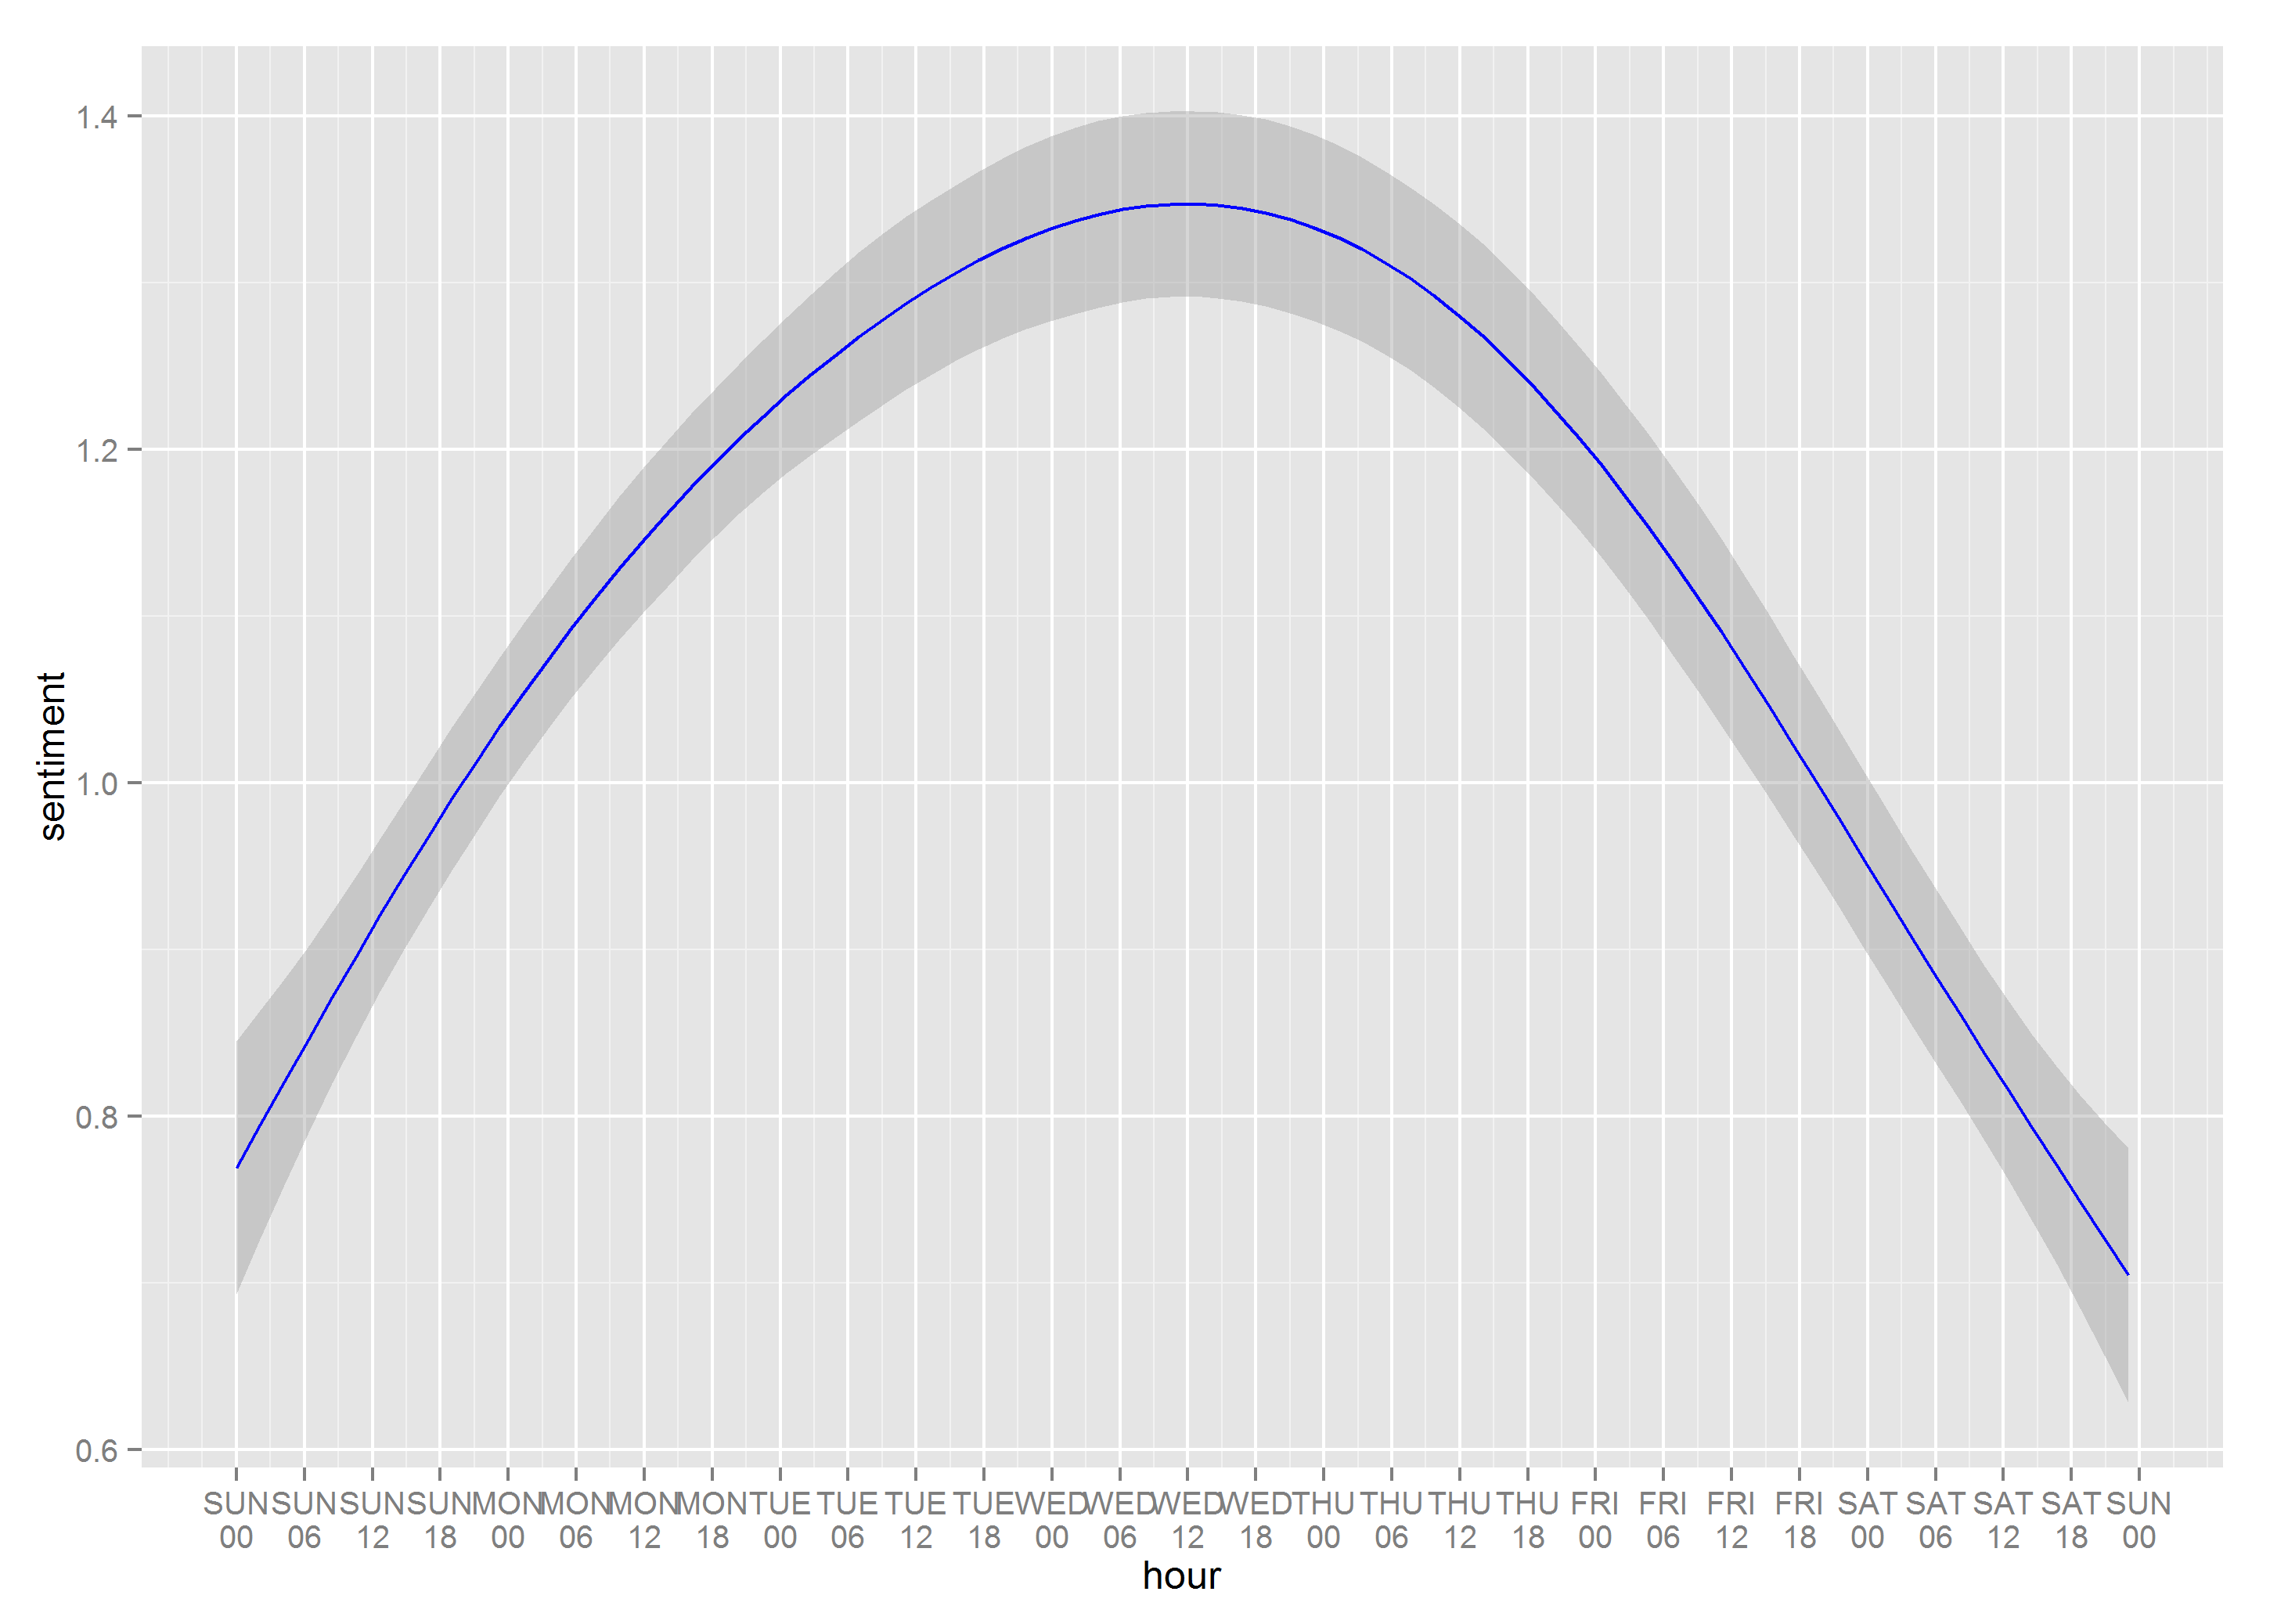 1.4
1.2
1.0
0.8
0.6
sentiment
SUN SUN SUN SUN MON MON MON MON TUE TUE TUE TUE WED WED WED WED THU THU THU THU FRI FRI FRI FRI SAT SAT SAT SAT SUN
00 06 12 18 00 06 12 18 00 06 12 18 00 06 12 18 00 06 12 18 00 06 12 18 00 06 12 18 00
hour